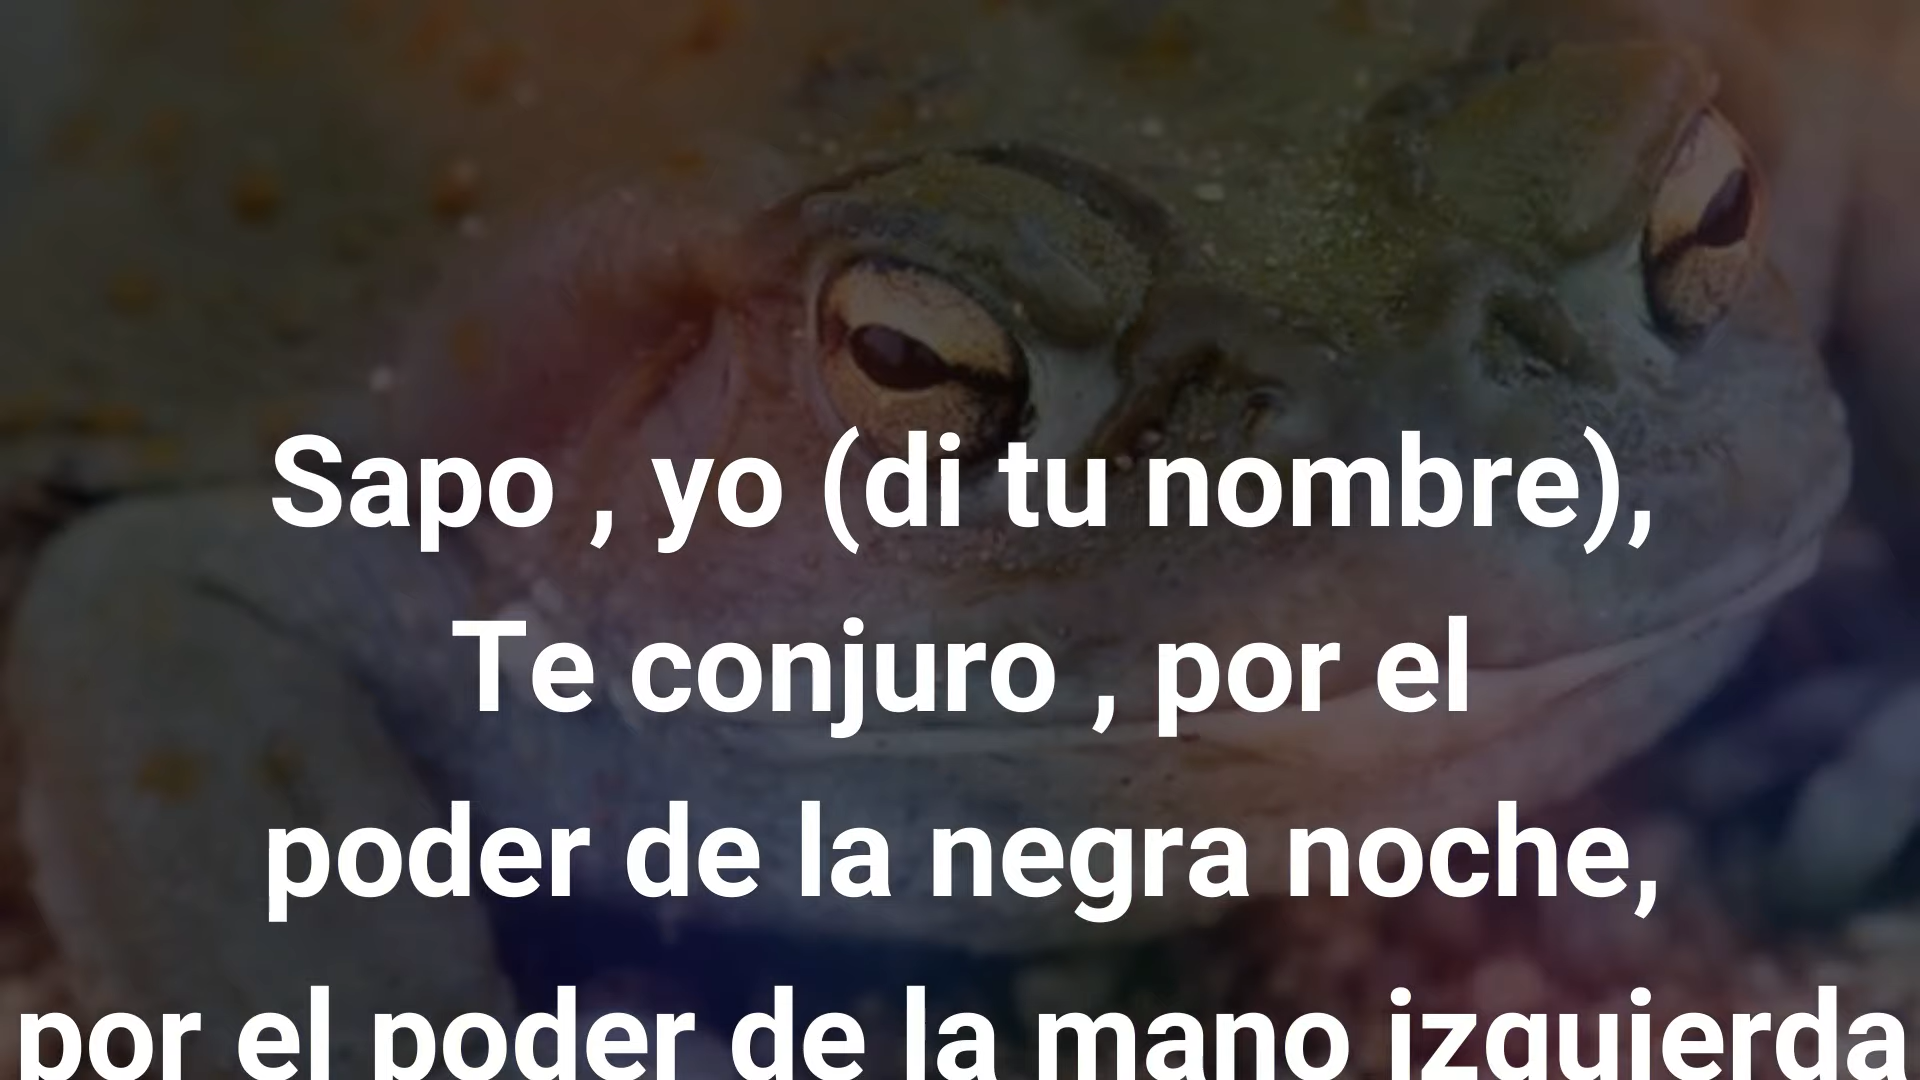 Sapo , yo (di tu nombre),
Te conjuro , por el
poder de la negra noche,
por el poder de la mano izquierda